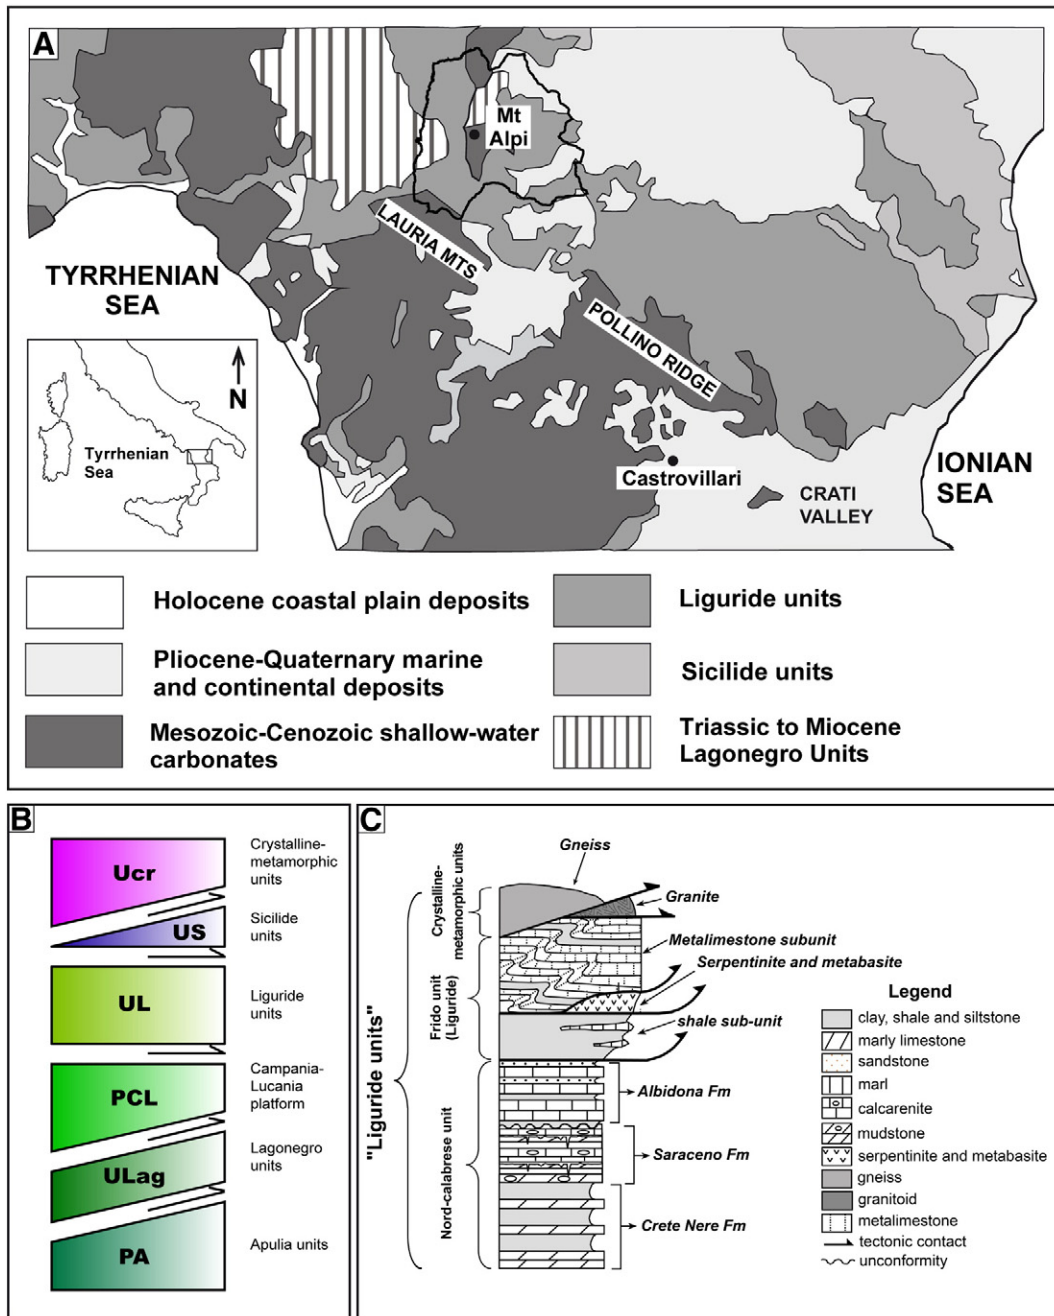 A
Mt
Alpi
LAURIA MTS
TYRRHENIAN
SEA
POLLINO RIDGE
N
Tyrrhenian
Sea
Castrovillari
IONIAN
SEA
CRATI
VALLEY
Holocene coastal plain deposits
Liguride units
Pliocene-Quaternary marine
and continental deposits
Sicilide units
Mesozoic-Cenozoic shallow-water
carbonates
Triassic to Miocene
Lagonegro Units
B
Ucr
Crystalline-
metamorphic
units
US
Sicilide
units
UL
Liguride
units
PCL
Campania-
Lucania
platform
ULag
Lagonegro
units
PA
Apulia units
C
"Liguride units"
Crystalline-
metamorphic units
Frido unit
(Liguride)
Nord-calabrese unit
Gneiss
Granite
Metalimestone subunit
Serpentinite and metabasite
shale sub-unit
Albidona Fm
Saraceno Fm
Crete Nere Fm
Legend
clay, shale and siltstone
marly limestone
sandstone
marl
calcarenite
mudstone
serpentinite and metabasite
gneiss
granitoid
metalimestone
tectonic contact
unconformity